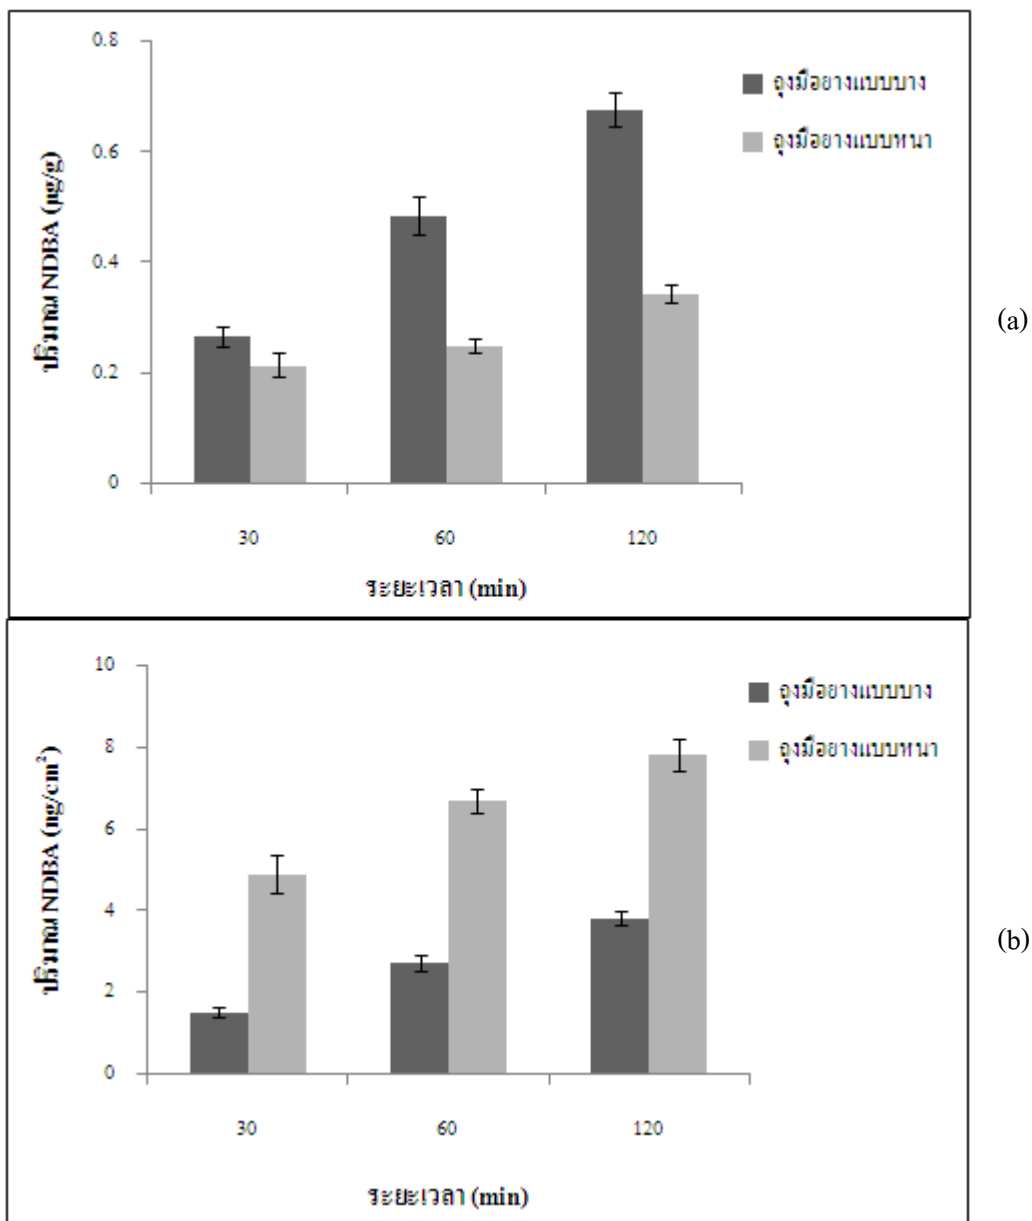 0.8
0.6
0.4
0.2
0
ปริมาณ NDBA (µg/g)
ถุงมือยางแบบบาง
ถุงมือยางแบบหนา
30 60 120
ระยะเวลา (min)
(a)
10
8
6
4
2
0
ปริมาณ NDBA (ng/cm²)
ถุงมือยางแบบบาง
ถุงมือยางแบบหนา
30 60 120
ระยะเวลา (min)
(b)